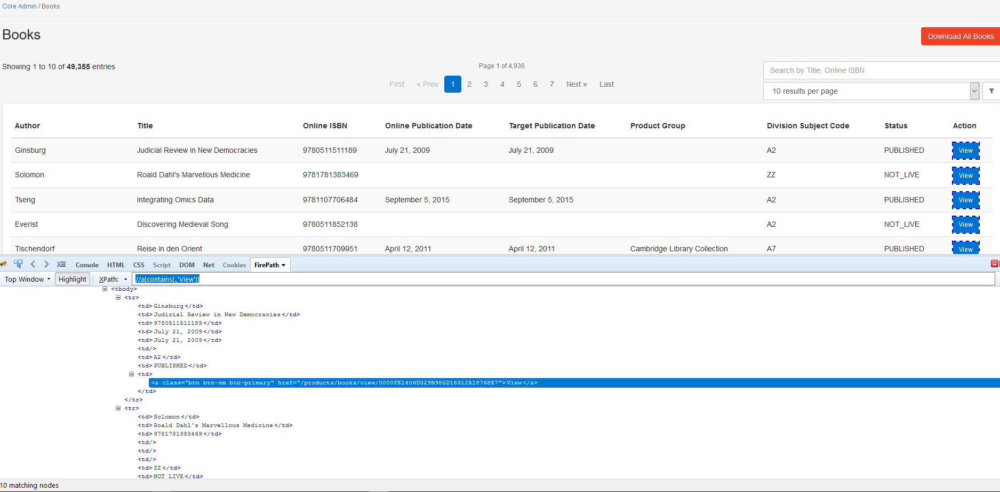 Core Admin / Books
Books
Download All Books
Showing 1 to 10 of 49,355 entries
Page 1 of 4,936
Search by Title, Online ISBN
First « Prev 1 2 3 4 5 6 7 Next » Last
10 results per page
Author Title Online ISBN Online Publication Date Target Publication Date Product Group Division Subject Code Status Action
Ginsburg Judicial Review in New Democracies 9780511511189 July 21, 2009 July 21, 2009 A2 PUBLISHED View
Solomon Roald Dahl's Marvellous Medicine 9781781383469 ZZ NOT_LIVE View
Tseng Integrating Omics Data 9781107706484 September 5, 2015 September 5, 2015 A2 PUBLISHED View
Everist Discovering Medieval Song 9780511852138 A2 NOT_LIVE View
Tischendorf Reise in den Orient 9780511709951 April 12, 2011 April 12, 2011 Cambridge Library Collection A7 PUBLISHED View
Console HTML CSS Script DOM Net Cookies FirePath
Top Window Highlight XPath: //a[contains(.,'View')]
<tbody>
<tr>
<td>Ginsburg</td>
<td>Judicial Review in New Democracies</td>
<td>9780511511189</td>
<td>July 21, 2009</td>
<td>July 21, 2009</td>
<td/>
<td>A2</td>
<td>PUBLISHED</td>
<td>
<a class="btn btn-sm btn-primary" href="/products/books/view/0000FE1406D329B985D16312A18768E7">View</a>
</td>
</tr>
<tr>
<td>Solomon</td>
<td>Roald Dahl's Marvellous Medicine</td>
<td>9781781383469</td>
<td/>
<td/>
<td/>
<td>ZZ</td>
<td>NOT LIVE</td>
10 matching nodes